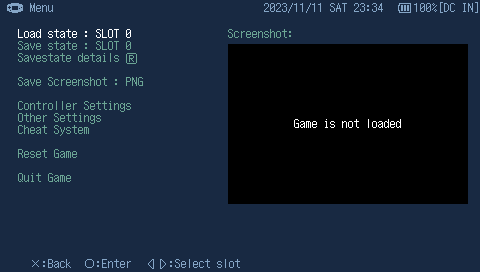 Menu 2023/11/11 SAT 23:34 100%[DC IN]
Load state : SLOT 0
Save state : SLOT 0
Savestate details R
Save Screenshot : PNG
Controller Settings
Other Settings
Cheat System
Reset Game
Quit Game
Screenshot:
Game is not loaded
×:Back ○:Enter ◁ ▷:Select slot